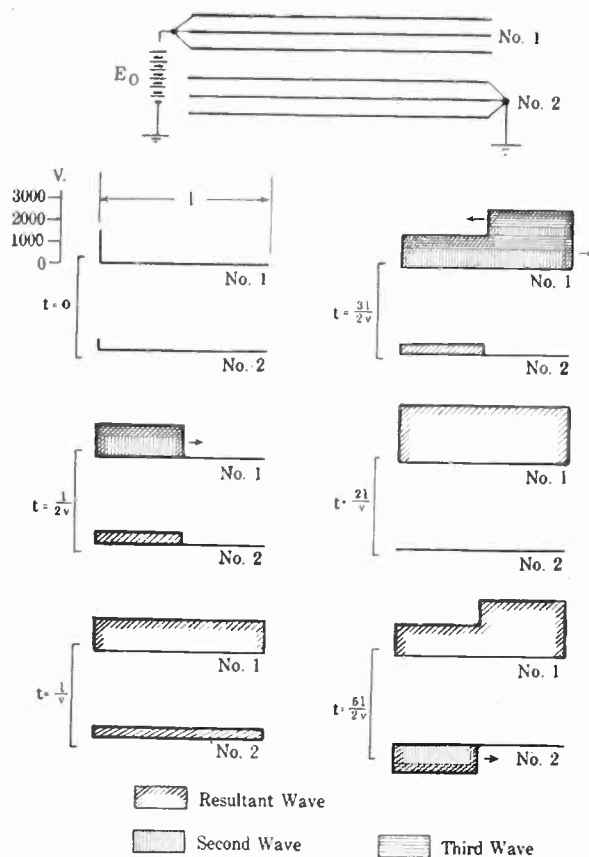 No. 1
E0
No. 2
V.
3000
2000
1000
0
l
No. 1
t = 0
No. 2
No. 1
t = 3l/2v
No. 2
No. 1
t = l/2v
No. 2
No. 1
t = 2l/v
No. 2
No. 1
t = l/v
No. 2
No. 1
t = 5l/2v
No. 2
Resultant Wave
Second Wave
Third Wave